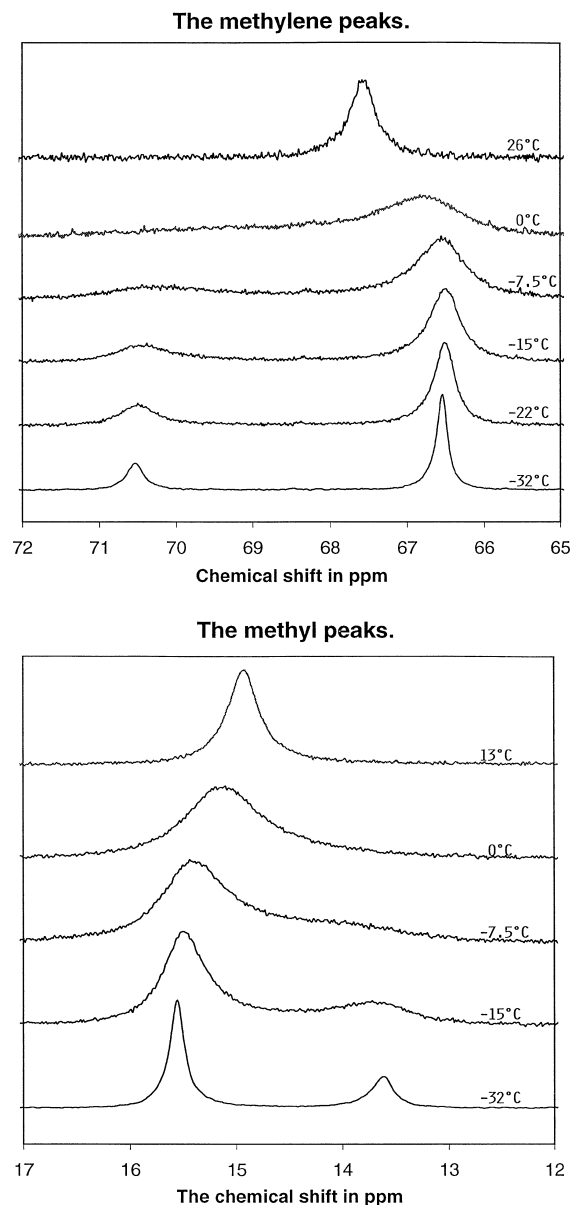 The methylene peaks.
26°C
0°C
-7.5°C
-15°C
-22°C
-32°C
72 71 70 69 68 67 66 65
Chemical shift in ppm
The methyl peaks.
13°C
0°C
-7.5°C
-15°C
-32°C
17 16 15 14 13 12
The chemical shift in ppm